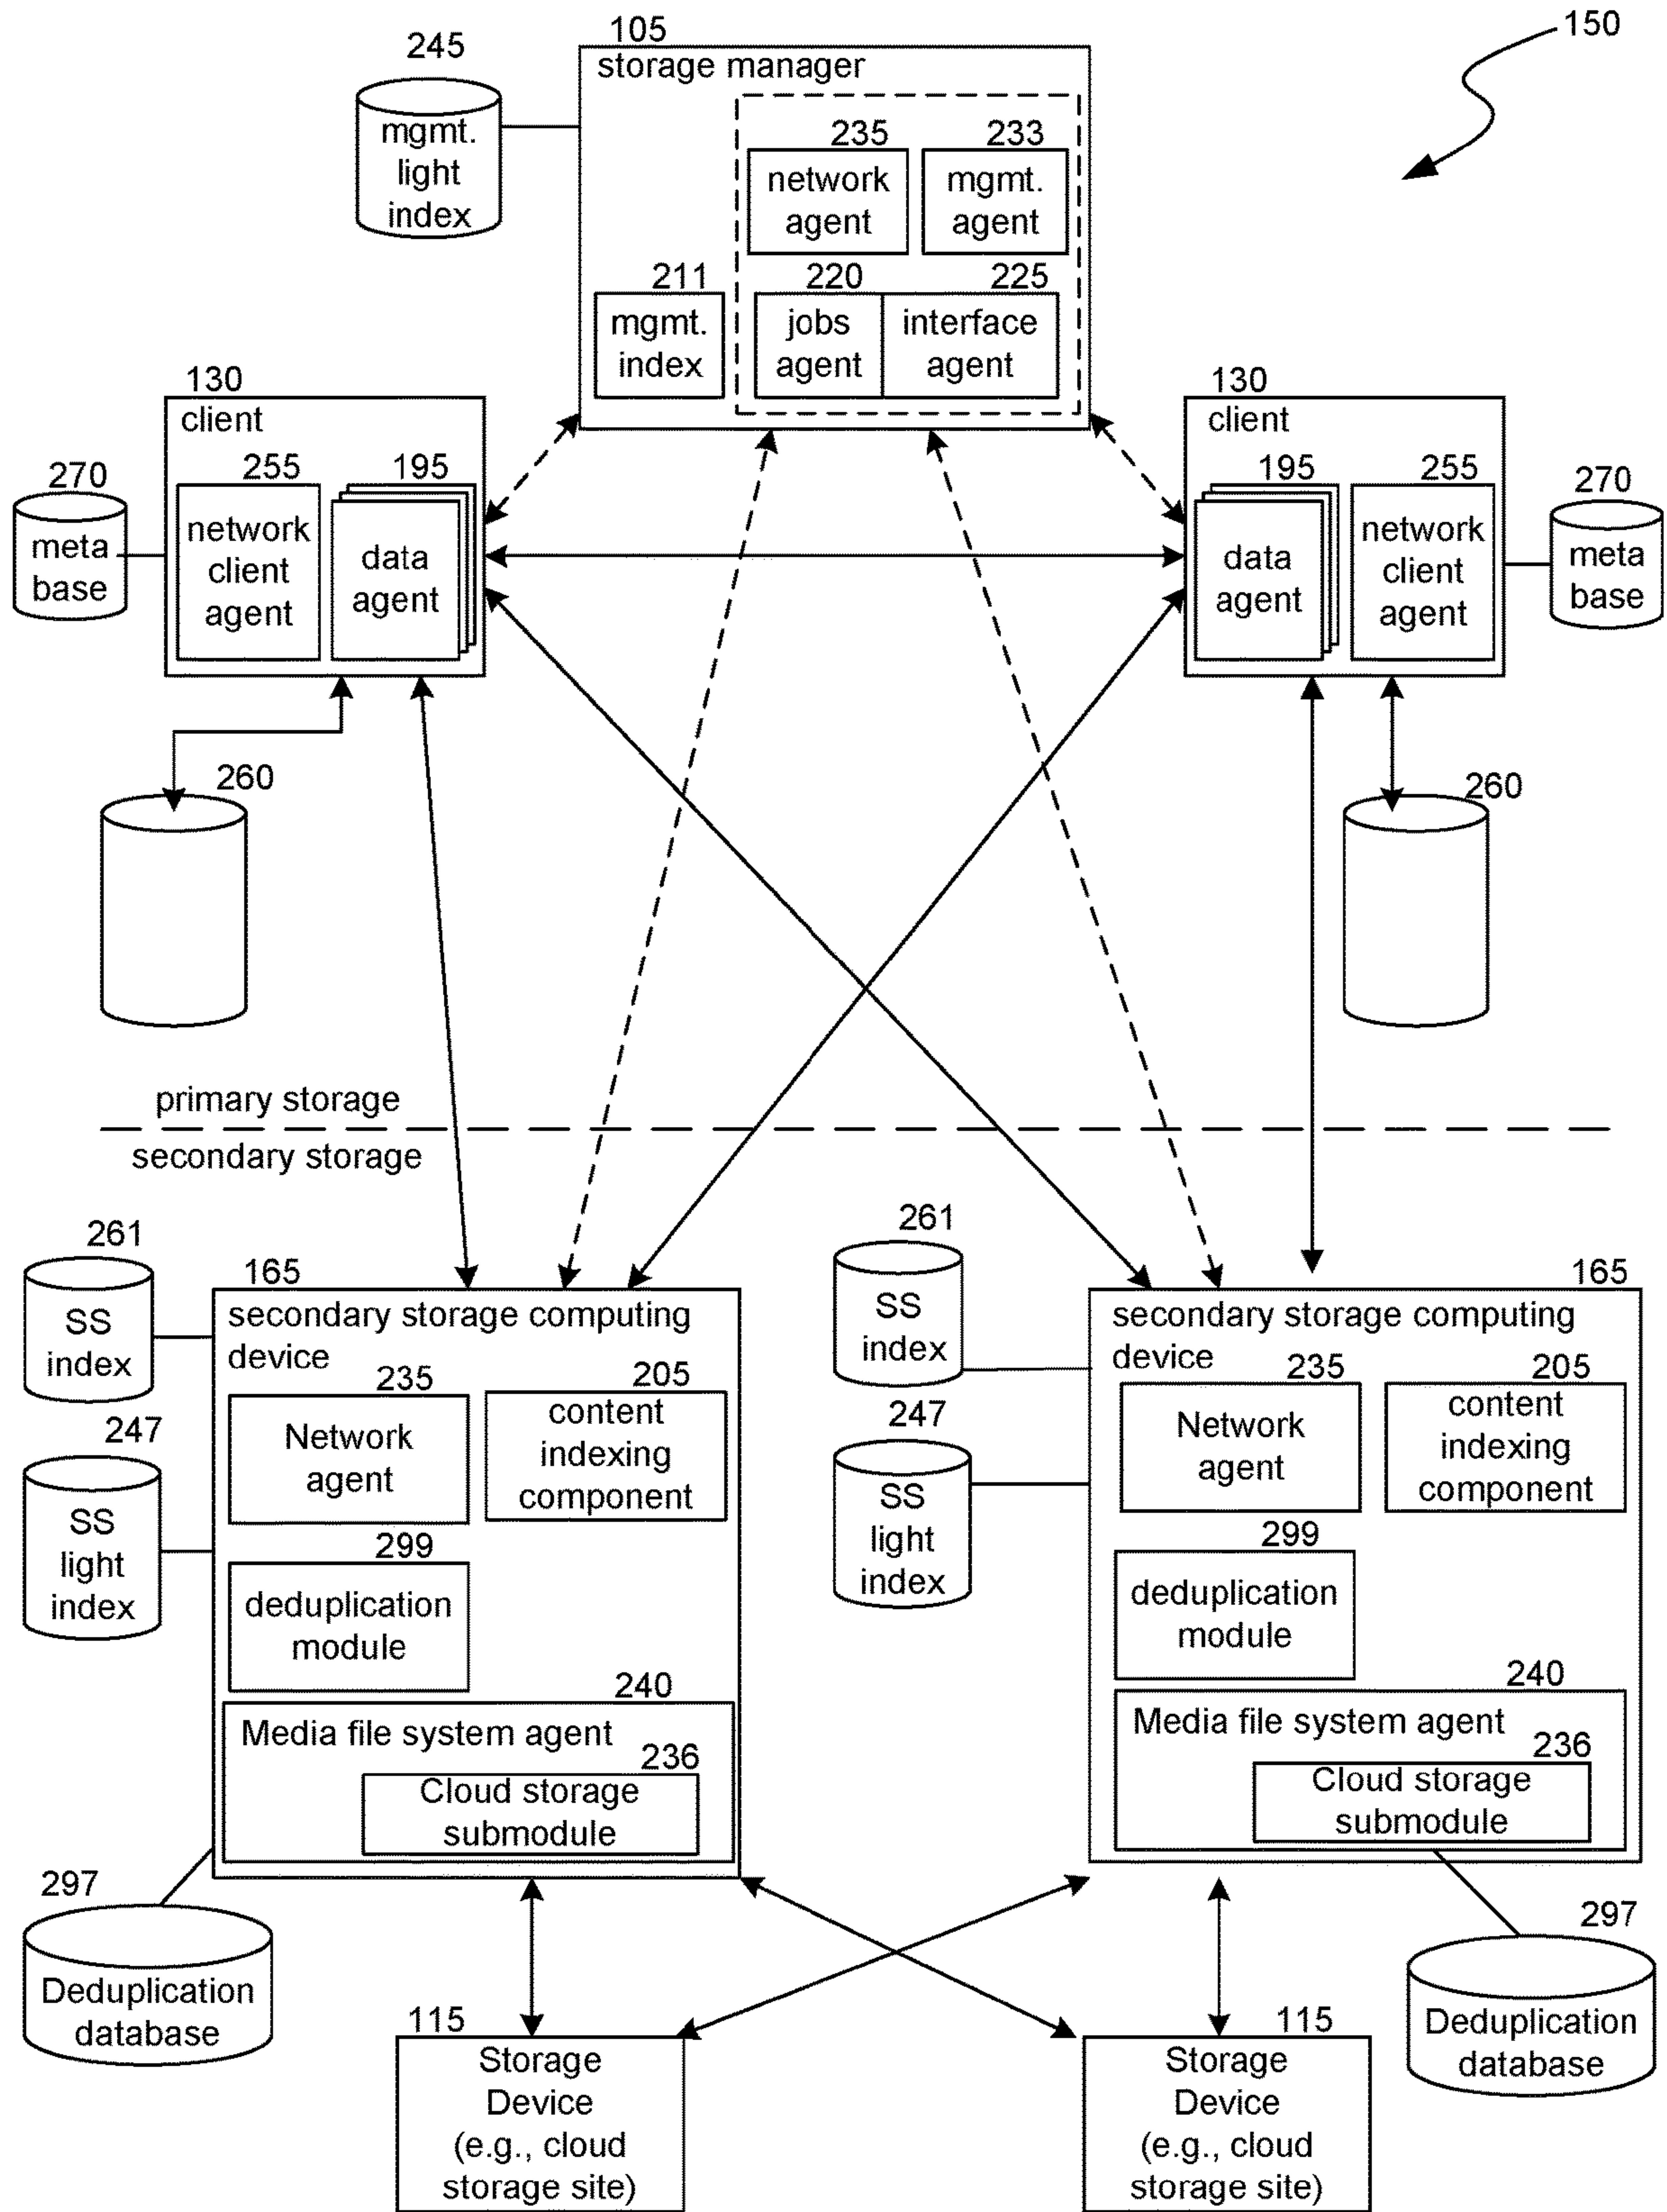 150
105
storage manager
245
mgmt.
light
index
235
network
agent
233
mgmt.
agent
211
mgmt.
index
220
jobs
agent
225
interface
agent
130
client
255
network
client
agent
195
data
agent
270
meta
base
130
client
195
data
agent
255
network
client
agent
270
meta
base
260
260
primary storage
secondary storage
261
SS
index
247
SS
light
index
165
secondary storage computing
device
235
Network
agent
205
content
indexing
component
299
deduplication
module
240
Media file system agent
236
Cloud storage
submodule
297
Deduplication
database
261
SS
index
247
SS
light
index
165
secondary storage computing
device
235
Network
agent
205
content
indexing
component
299
deduplication
module
240
Media file system agent
236
Cloud storage
submodule
297
Deduplication
database
115
Storage
Device
(e.g., cloud
storage site)
115
Storage
Device
(e.g., cloud
storage site)